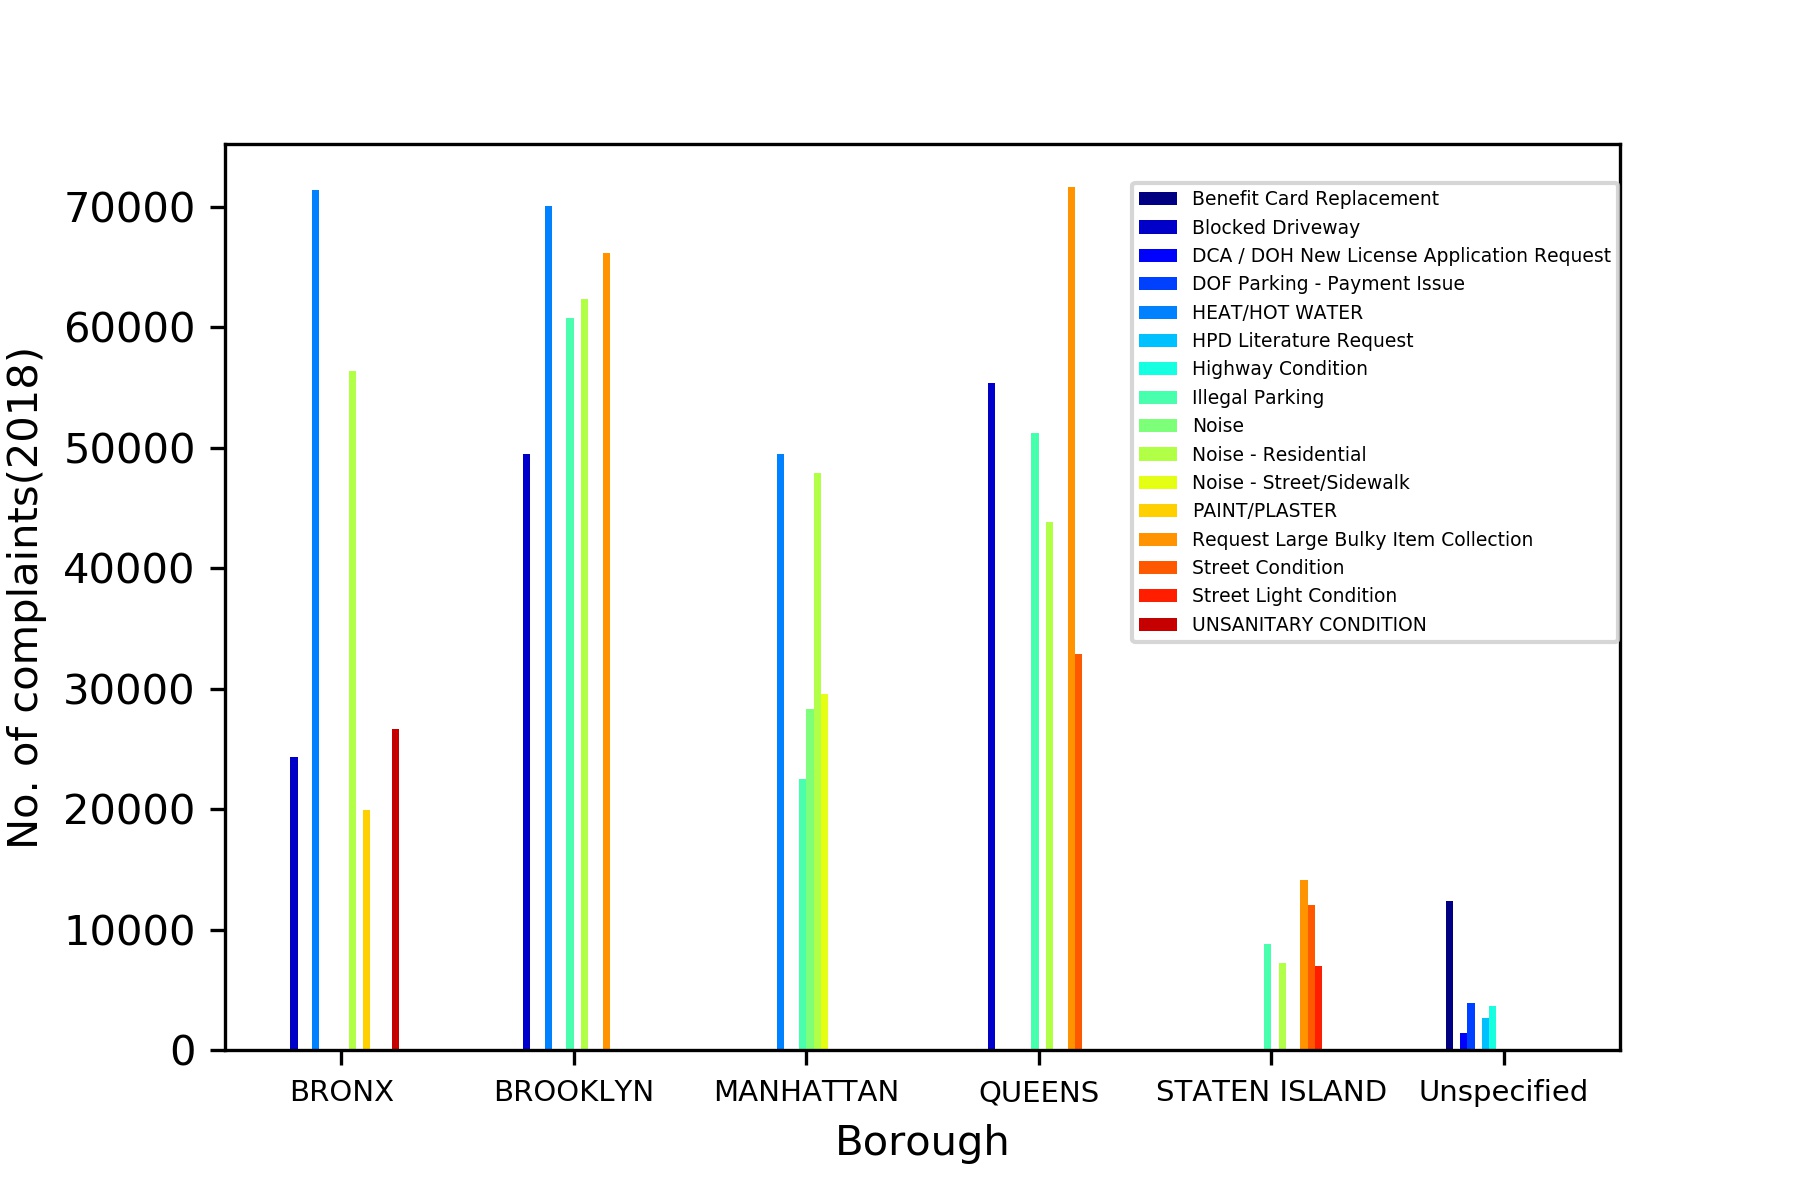 No. of complaints(2018)
70000
60000
50000
40000
30000
20000
10000
0
Benefit Card Replacement
Blocked Driveway
DCA / DOH New License Application Request
DOF Parking - Payment Issue
HEAT/HOT WATER
HPD Literature Request
Highway Condition
Illegal Parking
Noise
Noise - Residential
Noise - Street/Sidewalk
PAINT/PLASTER
Request Large Bulky Item Collection
Street Condition
Street Light Condition
UNSANITARY CONDITION
BRONX BROOKLYN MANHATTAN QUEENS STATEN ISLAND Unspecified
Borough